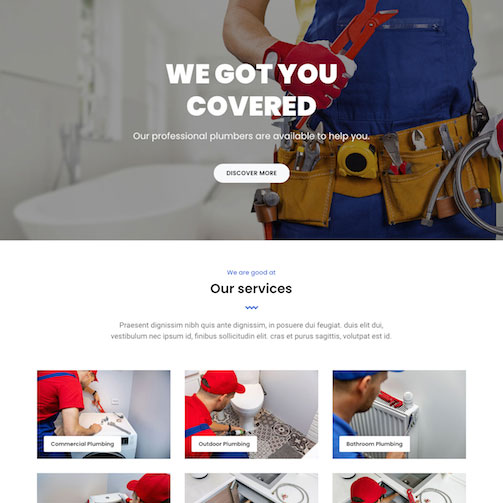 WE GOT YOU
COVERED
Our professional plumbers are available to help you.
DISCOVER MORE
We are good at
Our services
Praesent dignissim nibh quis ante dignissim, in posuere dui feugiat. duis elit dui,
vestibulum nec ipsum id, finibus sollicitudin elit. cras et purus sagittis, volutpat est id.
Commercial Plumbing
Outdoor Plumbing
Bathroom Plumbing